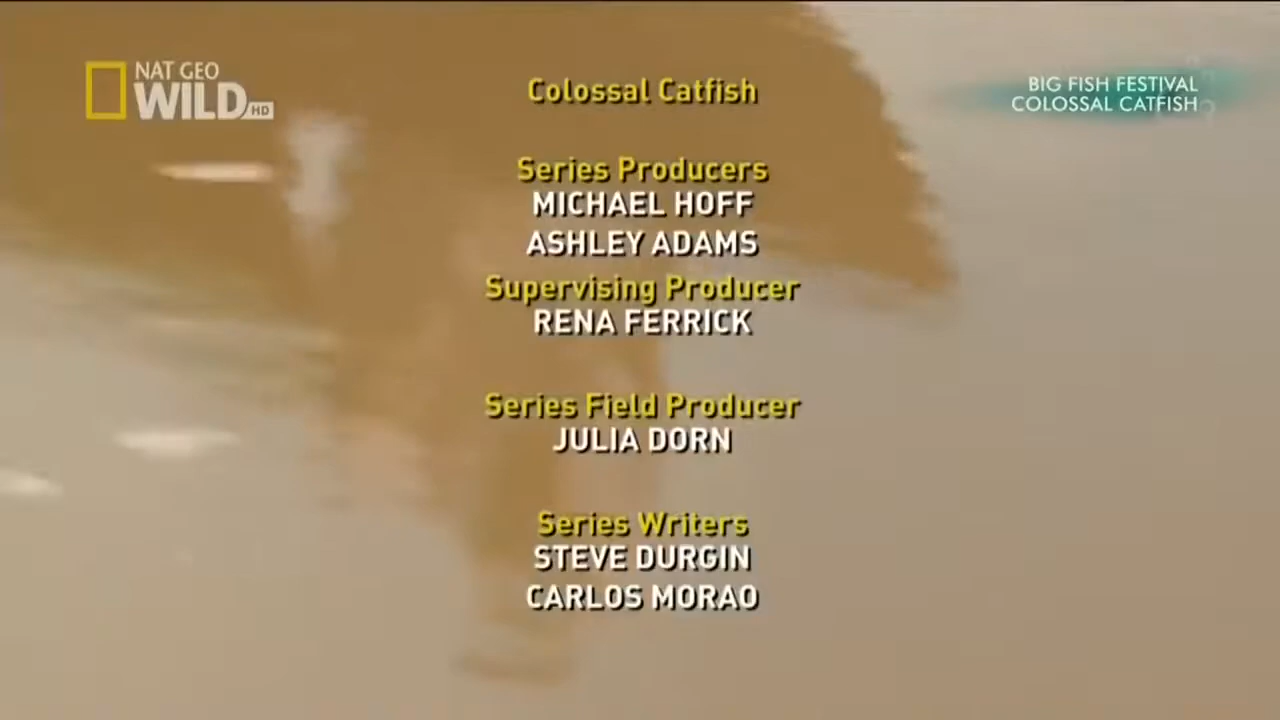 NAT GEO
WILD HD
BIG FISH FESTIVAL
COLOSSAL CATFISH
Colossal Catfish
Series Producers
MICHAEL HOFF
ASHLEY ADAMS
Supervising Producer
RENA FERRICK
Series Field Producer
JULIA DORN
Series Writers
STEVE DURGIN
CARLOS MORAO